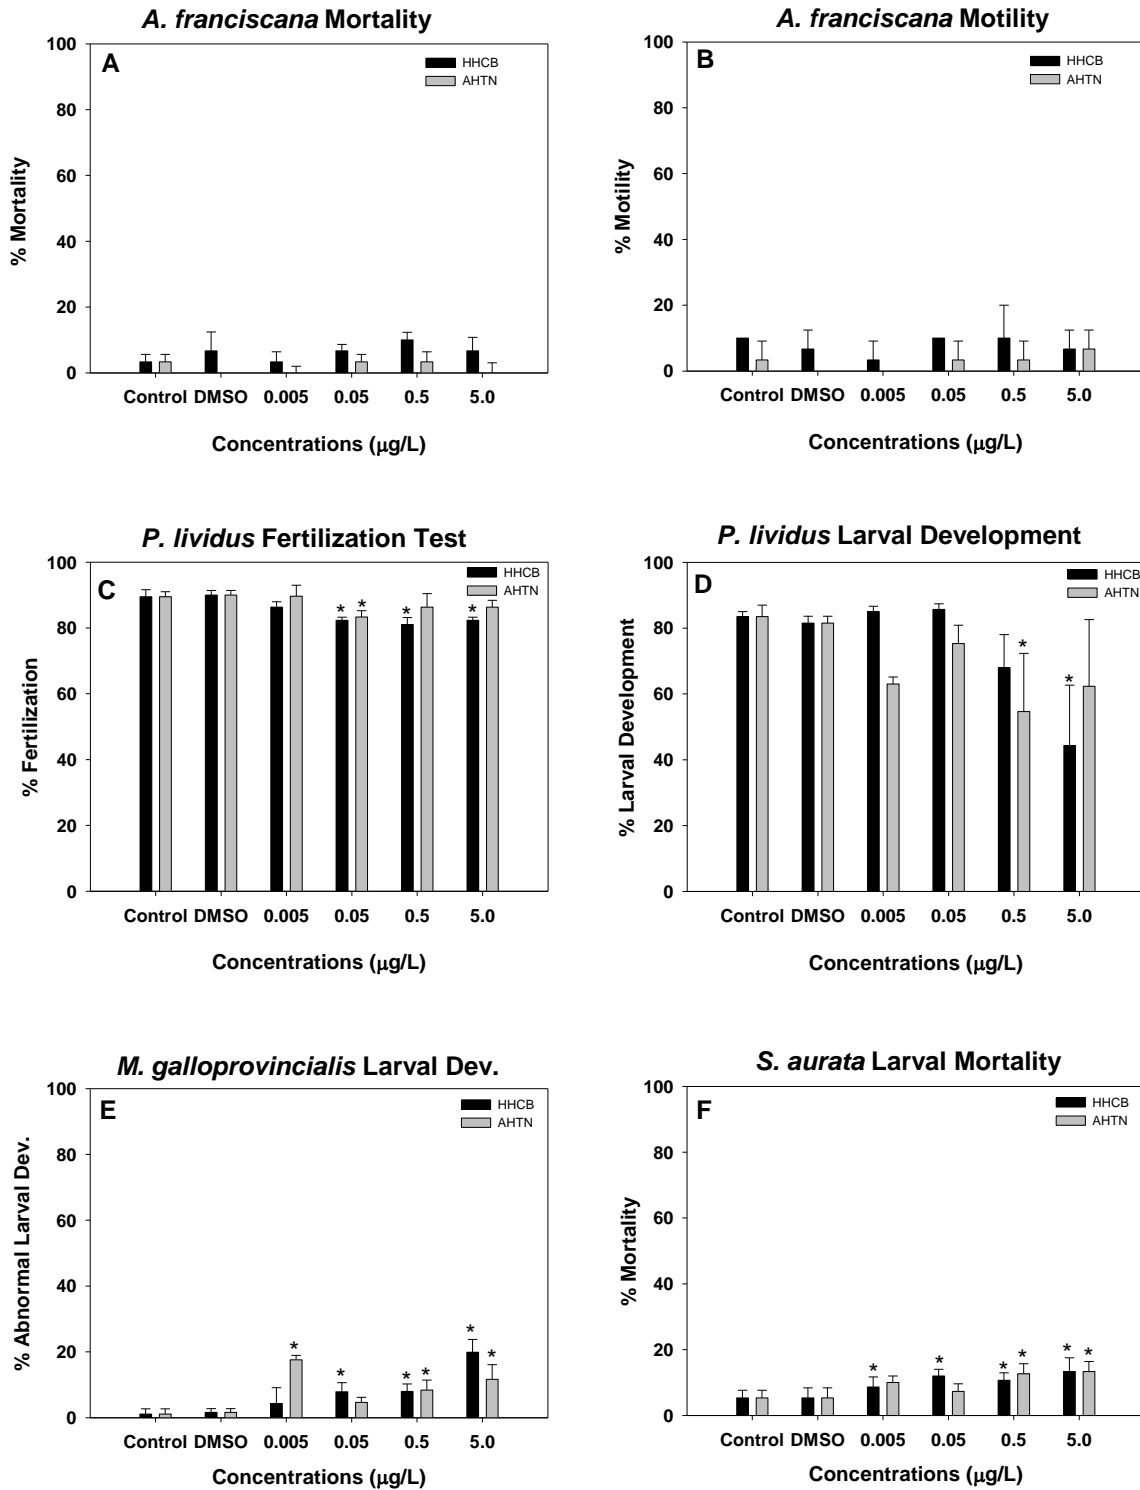 A. franciscana Mortality
A
HHCB
AHTN
100
80
60
40
20
0
% Mortality
Control DMSO 0.005 0.05 0.5 5.0
Concentrations (µg/L)
A. franciscana Motility
B
HHCB
AHTN
100
80
60
40
20
0
% Motility
Control DMSO 0.005 0.05 0.5 5.0
Concentrations (µg/L)
P. lividus Fertilization Test
C
HHCB
AHTN
100
80
60
40
20
0
% Fertilization
* * * *
Control DMSO 0.005 0.05 0.5 5.0
Concentrations (µg/L)
P. lividus Larval Development
D
HHCB
AHTN
100
80
60
40
20
0
% Larval Development
* *
Control DMSO 0.005 0.05 0.5 5.0
Concentrations (µg/L)
M. galloprovincialis Larval Dev.
E
HHCB
AHTN
100
80
60
40
20
0
% Abnormal Larval Dev.
* * * * * *
Control DMSO 0.005 0.05 0.5 5.0
Concentrations (µg/L)
S. aurata Larval Mortality
F
HHCB
AHTN
100
80
60
40
20
0
% Mortality
* * * * * *
Control DMSO 0.005 0.05 0.5 5.0
Concentrations (µg/L)